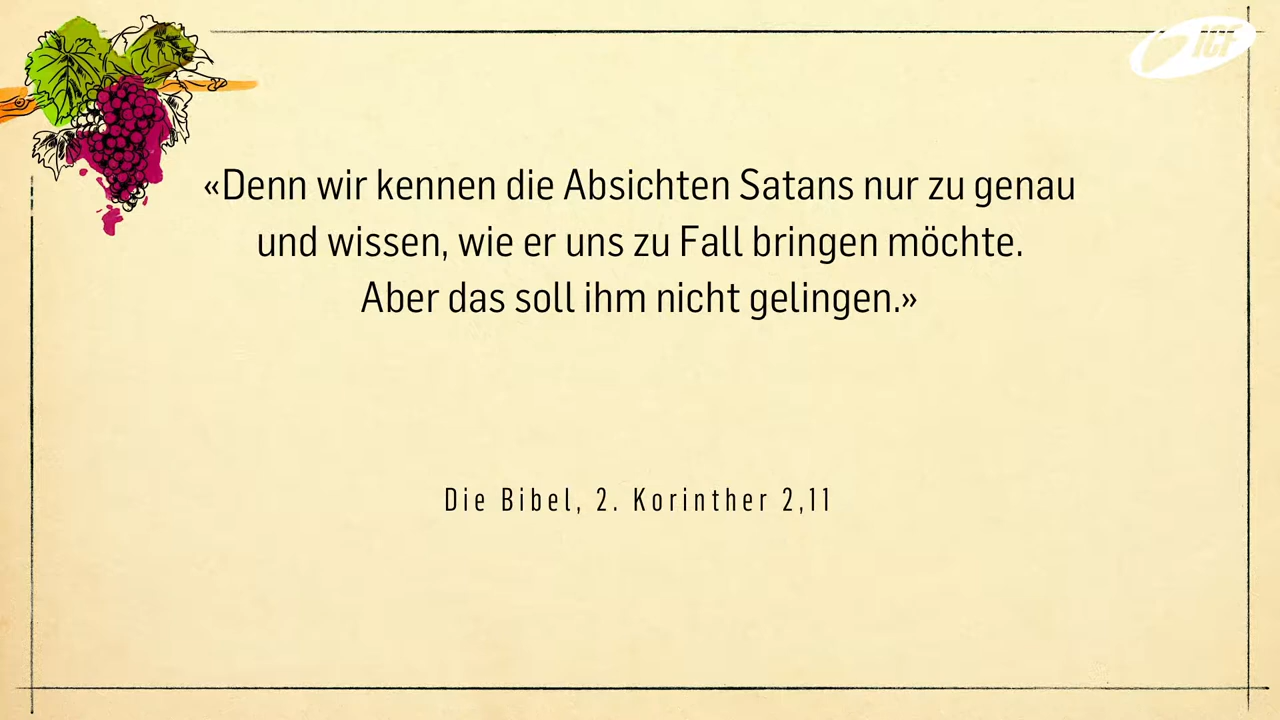 ICF
«Denn wir kennen die Absichten Satans nur zu genau
und wissen, wie er uns zu Fall bringen möchte.
Aber das soll ihm nicht gelingen.»
Die Bibel, 2. Korinther 2,11